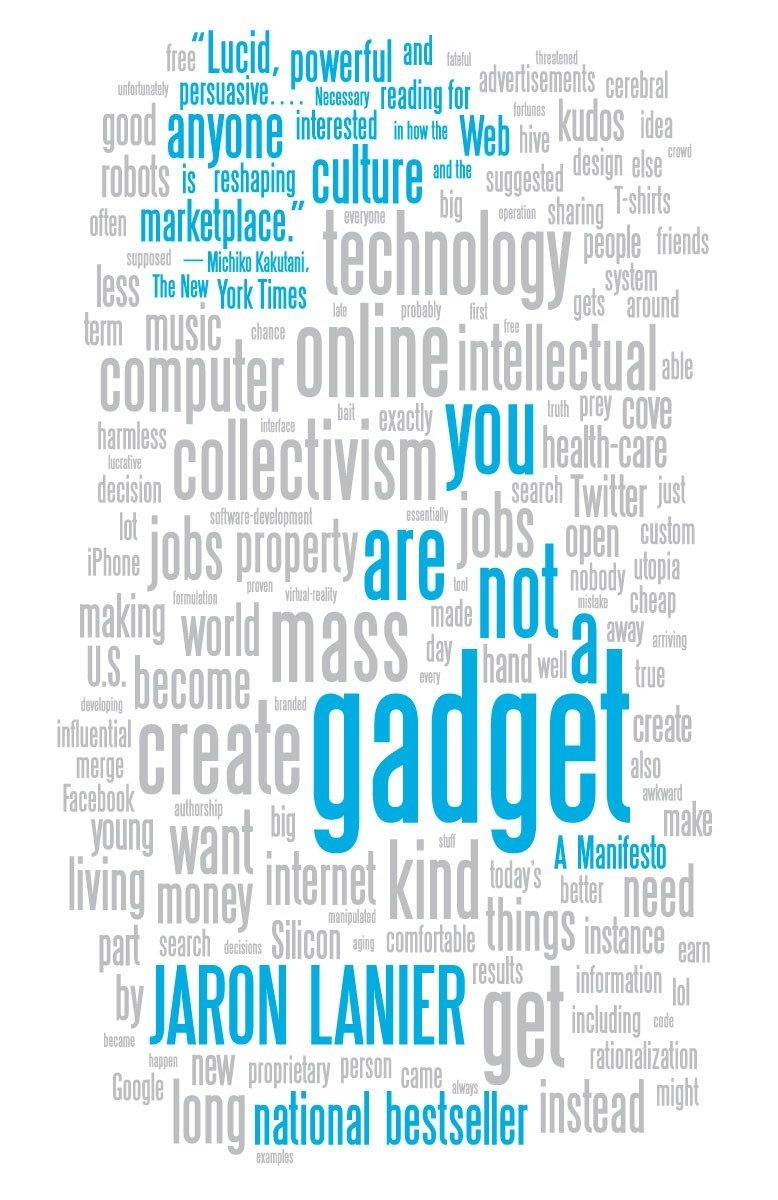 free “Lucid, powerful and fateful threatened
unfortunately persuasive.... Necessary reading for advertisements cerebral
good anyone interested in how the Web fortunes hive kudos idea
robots is reshaping culture and the suggested design else crowd
often marketplace.” everyone big operation sharing T-shirts
supposed — Michiko Kakutani, technology people friends
less The New York Times system
gets around
term music chance late probably first free
computer online intellectual able
harmless interface bait exactly you truth prey cove
lucrative collectivism health-care
decision search Twitter just
lot software-development essentially jobs open custom
iPhone jobs property are nobody utopia
formulation proven virtual-reality tool not mistake cheap
making world mass made a away arriving
U.S. become day every hand well true
developing branded gadget
influential create create
merge also
Facebook authorship awkward
young want big make
stuff A Manifesto
living money internet kind today’s better need
manipulated things
part search decisions Silicon aging comfortable instance earn
by JARON LANIER results information lol
get including code
became rationalization
happen new proprietary person came always might
Google long national bestseller instead
examples